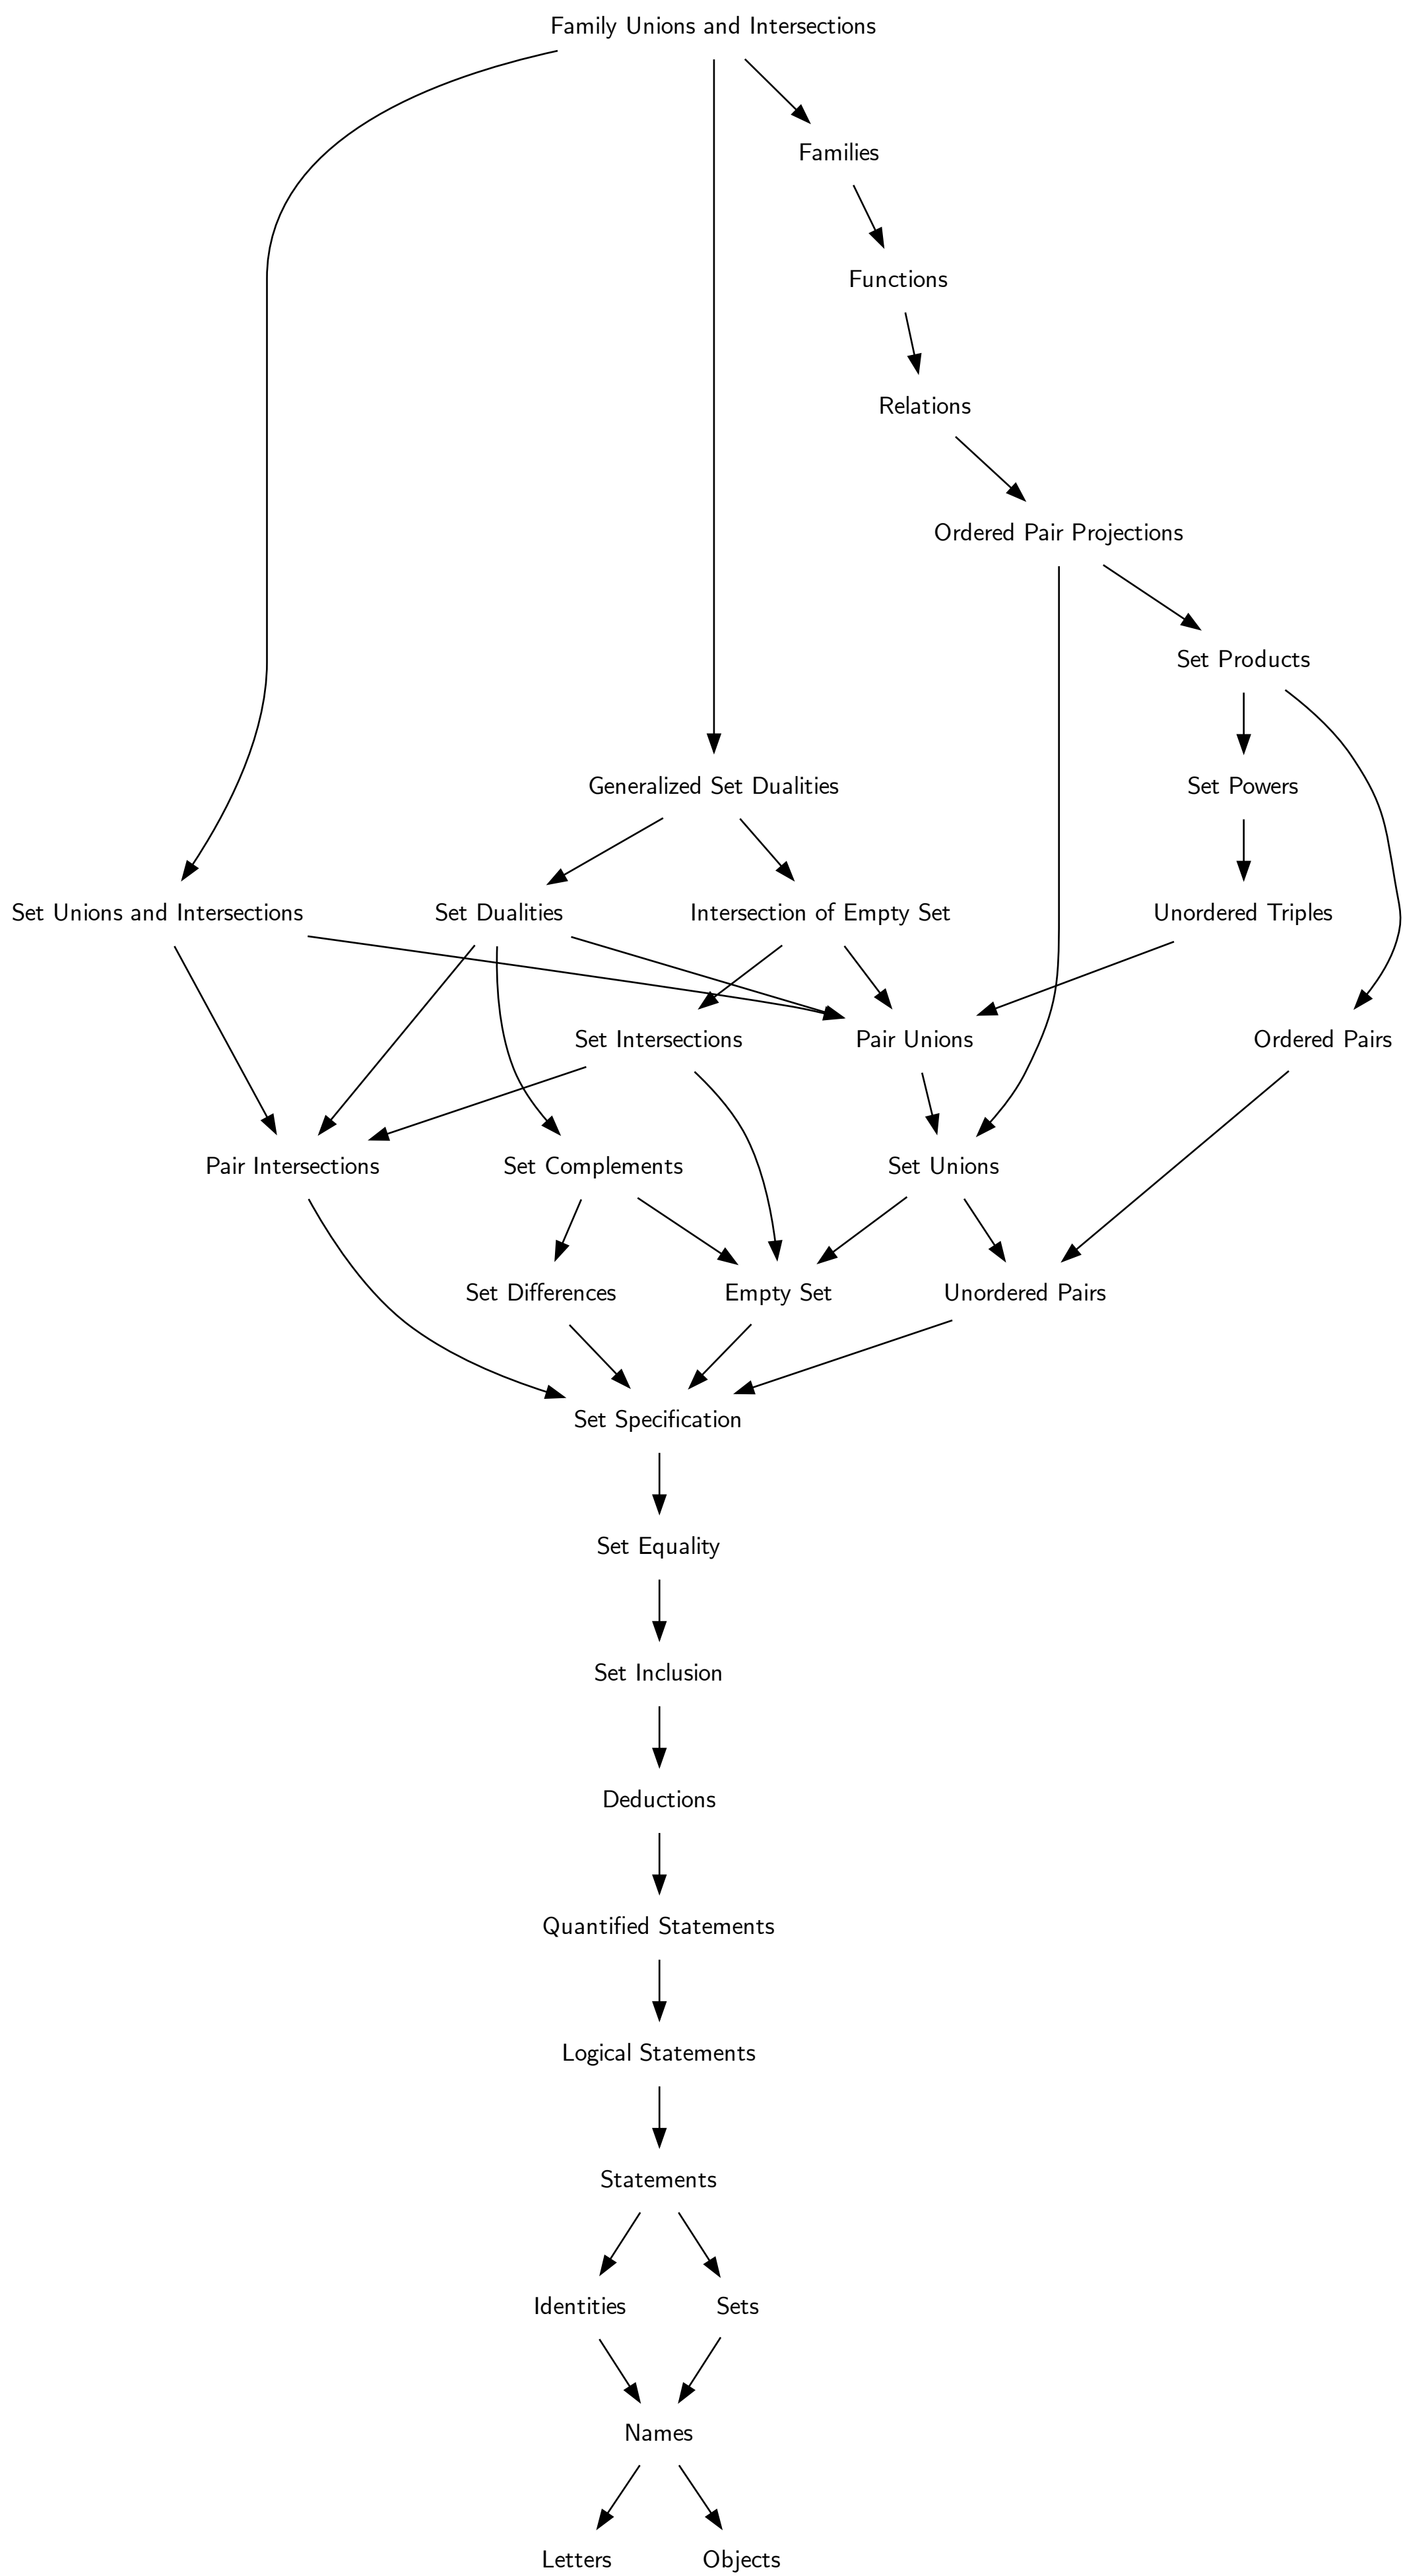 Family Unions and Intersections
Families
Functions
Relations
Ordered Pair Projections
Set Products
Generalized Set Dualities
Set Powers
Set Unions and Intersections
Set Dualities
Intersection of Empty Set
Unordered Triples
Set Intersections
Pair Unions
Ordered Pairs
Pair Intersections
Set Complements
Set Unions
Set Differences
Empty Set
Unordered Pairs
Set Specification
Set Equality
Set Inclusion
Deductions
Quantified Statements
Logical Statements
Statements
Identities
Sets
Names
Letters
Objects